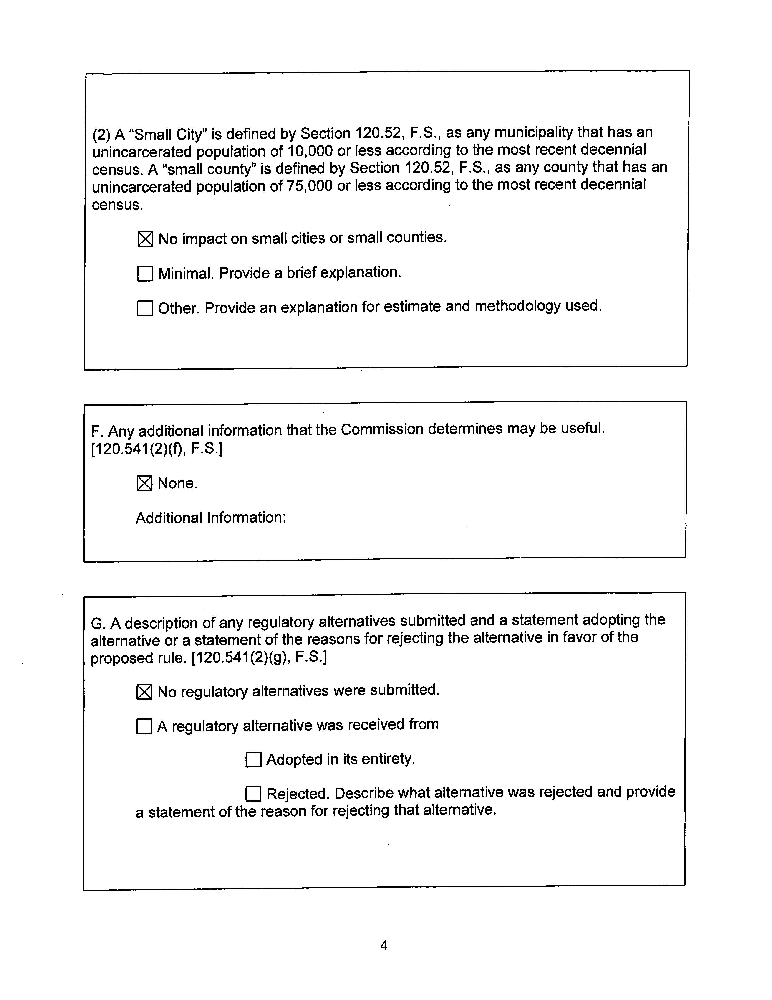 (2) A “Small City” is defined by Section 120.52, F.S., as any municipality that has an
unincarcerated population of 10,000 or less according to the most recent decennial
census. A “small county” is defined by Section 120.52, F.S., as any county that has an
unincarcerated population of 75,000 or less according to the most recent decennial
census.
☒ No impact on small cities or small counties.
☐ Minimal. Provide a brief explanation.
☐ Other. Provide an explanation for estimate and methodology used.
F. Any additional information that the Commission determines may be useful.
[120.541(2)(f), F.S.]
☒ None.
Additional Information:
G. A description of any regulatory alternatives submitted and a statement adopting the
alternative or a statement of the reasons for rejecting the alternative in favor of the
proposed rule. [120.541(2)(g), F.S.]
☒ No regulatory alternatives were submitted.
☐ A regulatory alternative was received from
☐ Adopted in its entirety.
☐ Rejected. Describe what alternative was rejected and provide
a statement of the reason for rejecting that alternative.
4